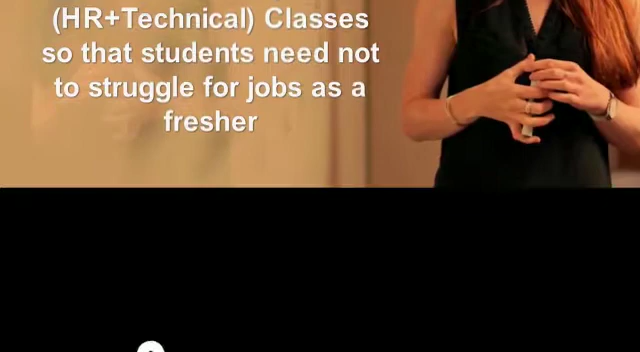 (HR+Technical) Classes
so that students need not
to struggle for jobs as a
fresher